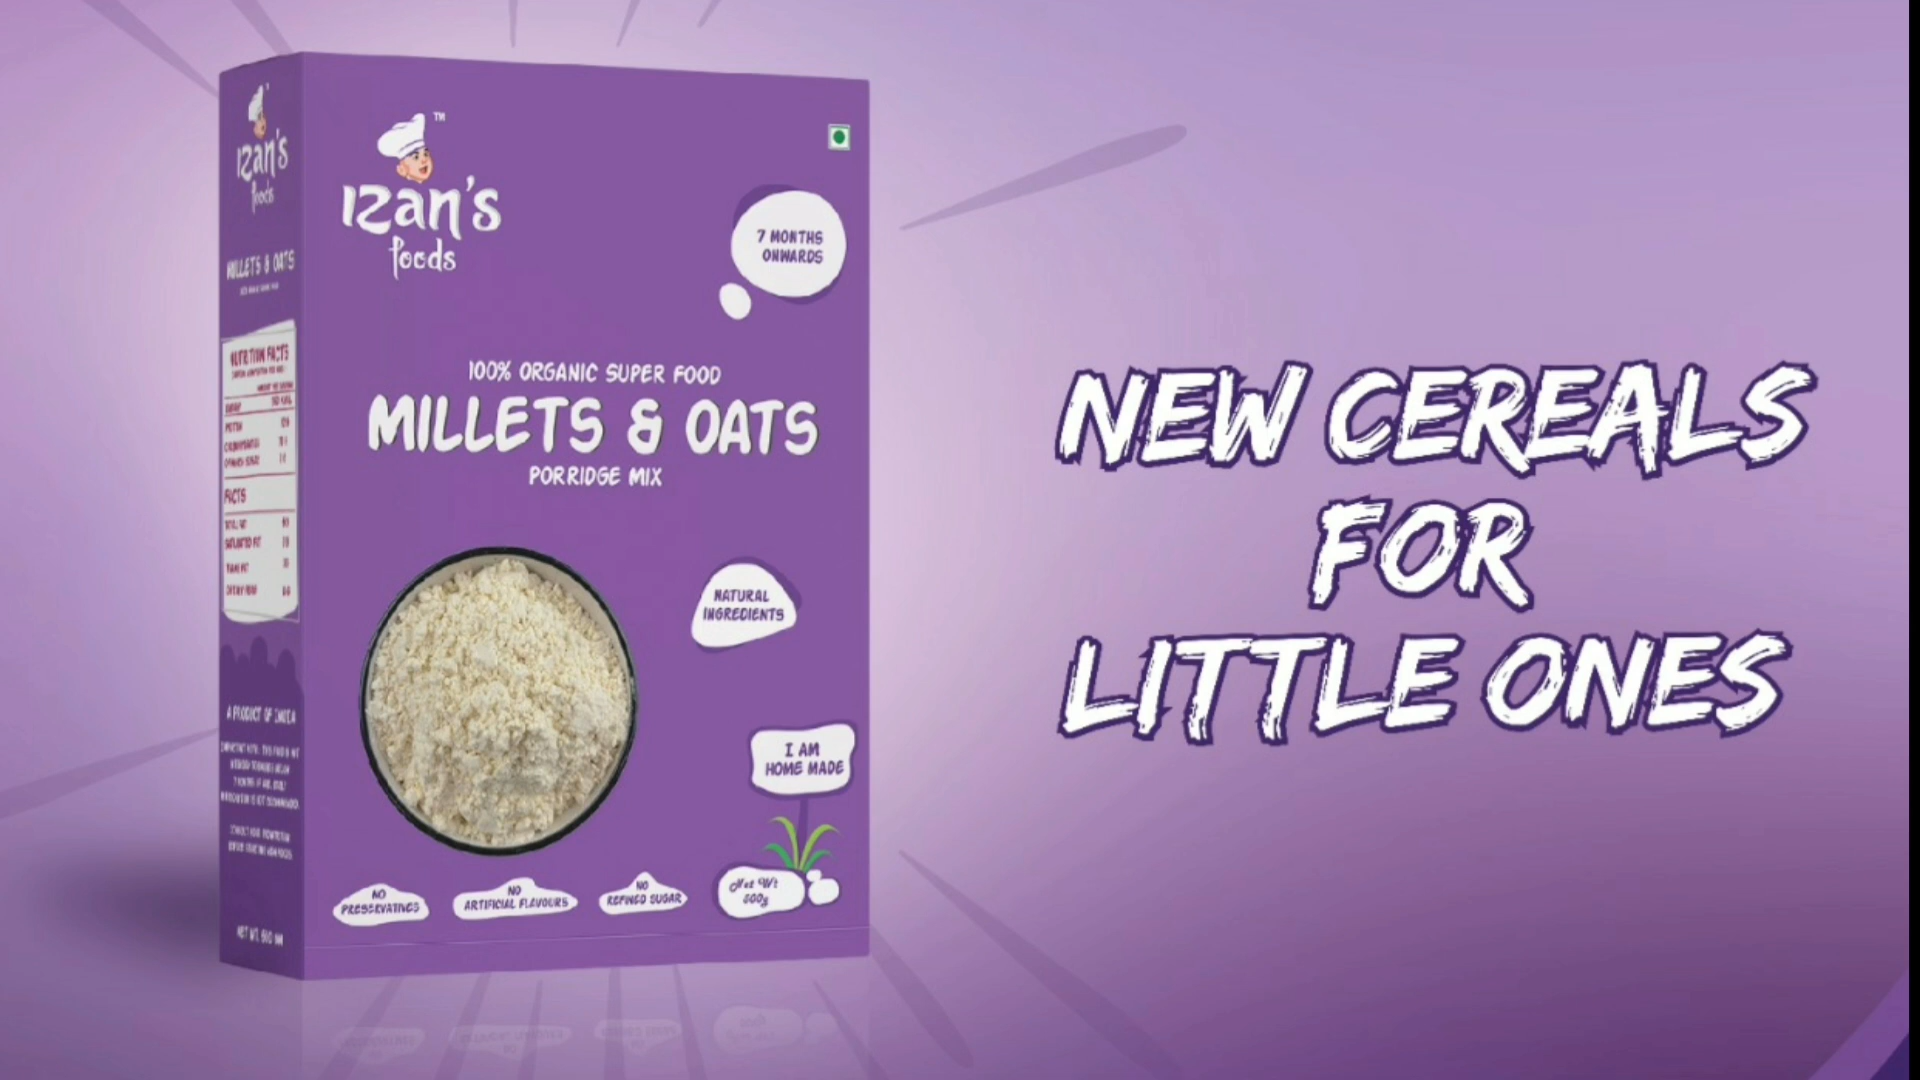 IZan's
foods
MILLETS & OATS
NUTRITION FACTS
FACTS
A PRODUCT OF INDIA
TM
IZan's
foods
7 MONTHS
ONWARDS
100% ORGANIC SUPER FOOD
MILLETS & OATS
PORRIDGE MIX
NATURAL
INGREDIENTS
I AM
HOME MADE
NO
PRESERVATIVES
NO
ARTIFICIAL FLAVOURS
NO
REFINED SUGAR
Net Wt
500g
NEW CEREALS
FOR
LITTLE ONES